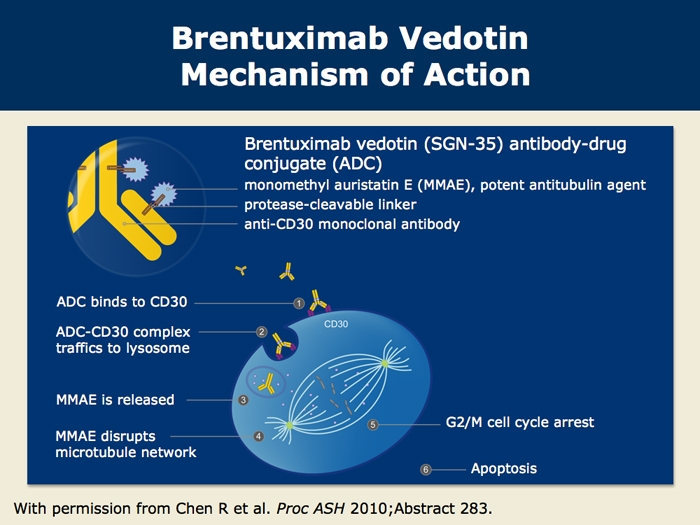 Brentuximab Vedotin
Mechanism of Action
Brentuximab vedotin (SGN-35) antibody-drug
conjugate (ADC)
monomethyl auristatin E (MMAE), potent antitubulin agent
protease-cleavable linker
anti-CD30 monoclonal antibody
ADC binds to CD30
1
CD30
ADC-CD30 complex
traffics to lysosome
2
MMAE is released
3
MMAE disrupts
microtubule network
4
5
G2/M cell cycle arrest
6
Apoptosis
With permission from Chen R et al. Proc ASH 2010;Abstract 283.